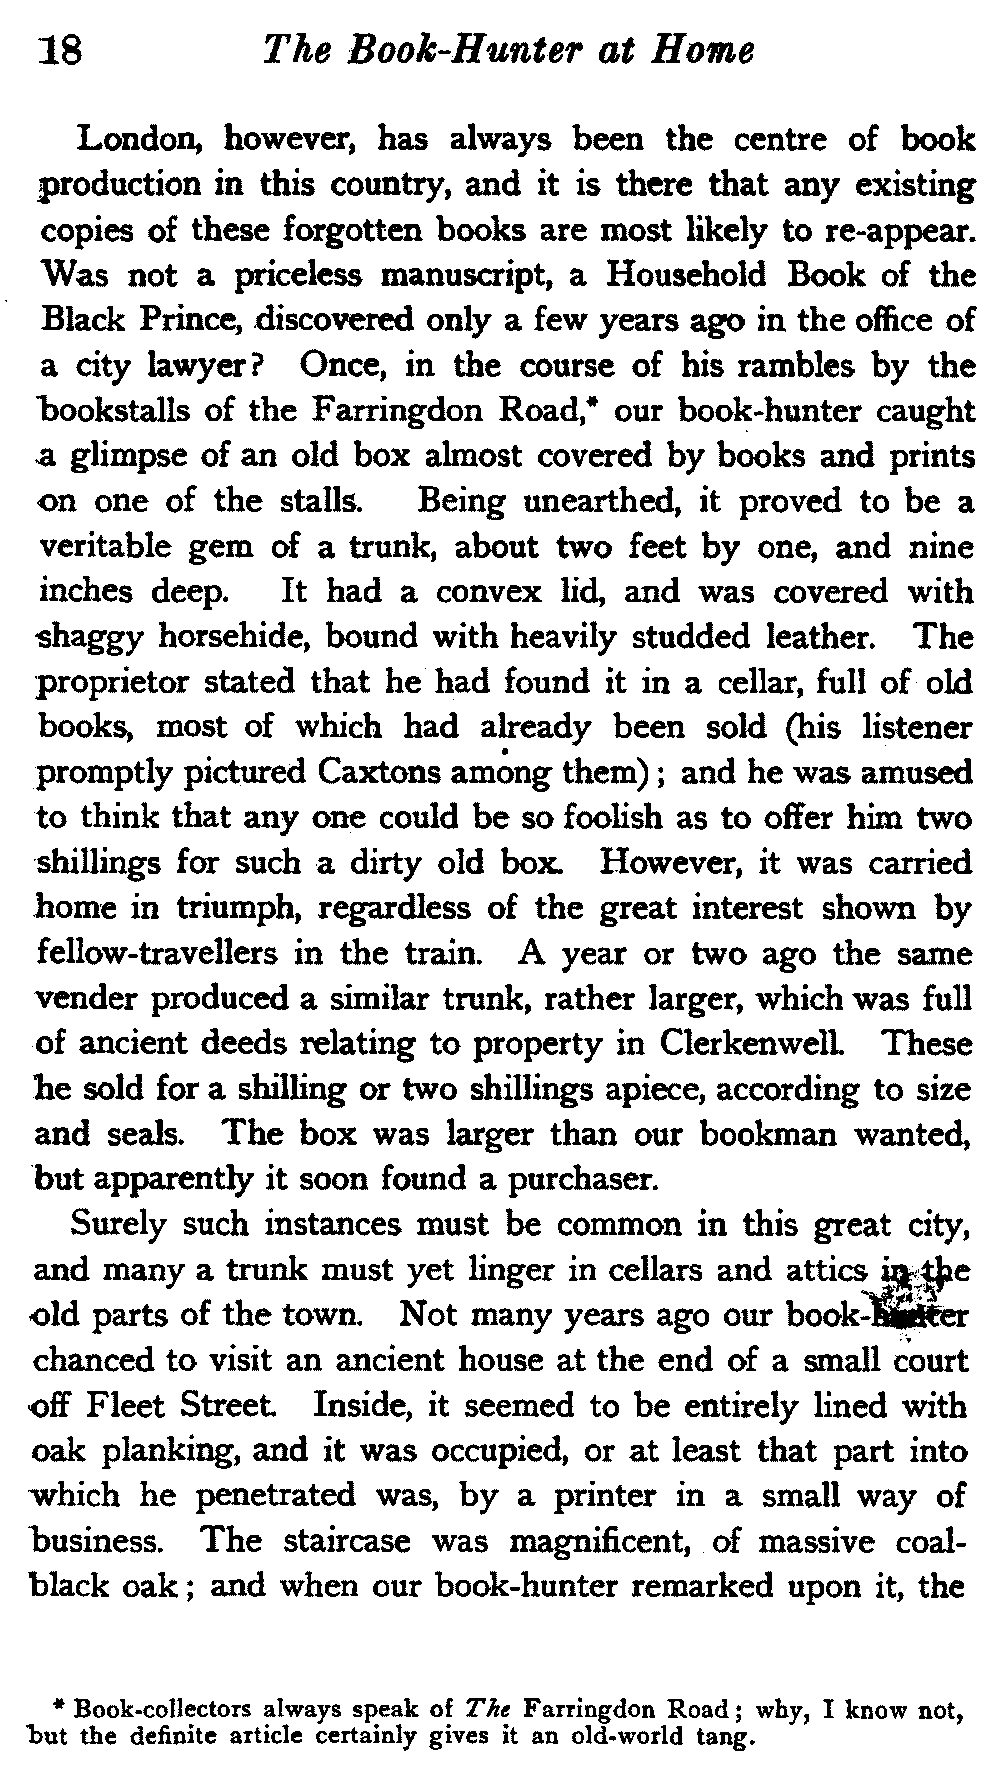 18 The Book-Hunter at Home
London, however, has always been the centre of book
production in this country, and it is there that any existing
copies of these forgotten books are most likely to re-appear.
Was not a priceless manuscript, a Household Book of the
Black Prince, discovered only a few years ago in the office of
a city lawyer? Once, in the course of his rambles by the
bookstalls of the Farringdon Road,* our book-hunter caught
a glimpse of an old box almost covered by books and prints
on one of the stalls. Being unearthed, it proved to be a
veritable gem of a trunk, about two feet by one, and nine
inches deep. It had a convex lid, and was covered with
shaggy horsehide, bound with heavily studded leather. The
proprietor stated that he had found it in a cellar, full of old
books, most of which had already been sold (his listener
promptly pictured Caxtons among them); and he was amused
to think that any one could be so foolish as to offer him two
shillings for such a dirty old box. However, it was carried
home in triumph, regardless of the great interest shown by
fellow-travellers in the train. A year or two ago the same
vender produced a similar trunk, rather larger, which was full
of ancient deeds relating to property in Clerkenwell. These
he sold for a shilling or two shillings apiece, according to size
and seals. The box was larger than our bookman wanted,
but apparently it soon found a purchaser.
Surely such instances must be common in this great city,
and many a trunk must yet linger in cellars and attics in the
old parts of the town. Not many years ago our book-hunter
chanced to visit an ancient house at the end of a small court
off Fleet Street. Inside, it seemed to be entirely lined with
oak planking, and it was occupied, or at least that part into
which he penetrated was, by a printer in a small way of
business. The staircase was magnificent, of massive coal-
black oak; and when our book-hunter remarked upon it, the
* Book-collectors always speak of The Farringdon Road; why, I know not,
but the definite article certainly gives it an old-world tang.